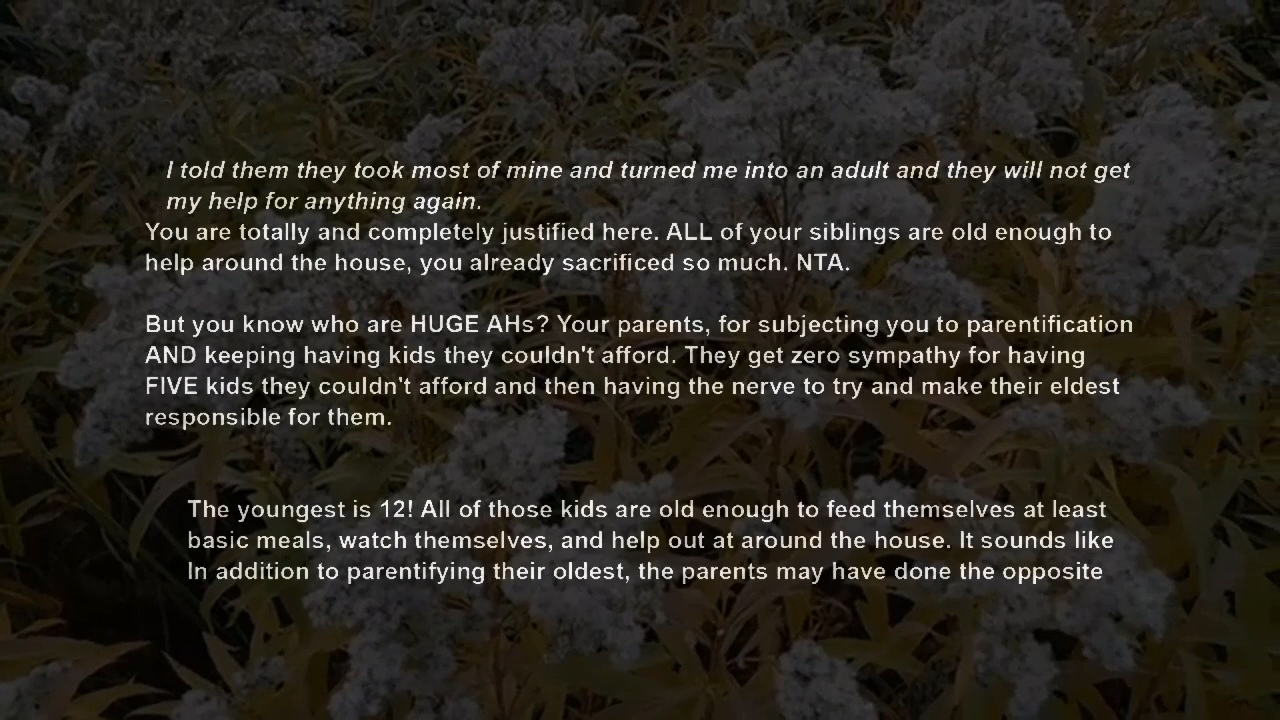 I told them they took most of mine and turned me into an adult and they will not get
my help for anything again.
You are totally and completely justified here. ALL of your siblings are old enough to
help around the house, you already sacrificed so much. NTA.
But you know who are HUGE AHs? Your parents, for subjecting you to parentification
AND keeping having kids they couldn't afford. They get zero sympathy for having
FIVE kids they couldn't afford and then having the nerve to try and make their eldest
responsible for them.
The youngest is 12! All of those kids are old enough to feed themselves at least
basic meals, watch themselves, and help out at around the house. It sounds like
In addition to parentifying their oldest, the parents may have done the opposite